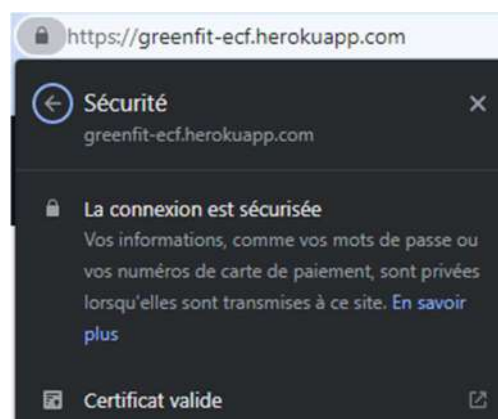 https://greenfit-ecf.herokuapp.com
Sécurité
greenfit-ecf.herokuapp.com
La connexion est sécurisée
Vos informations, comme vos mots de passe ou
vos numéros de carte de paiement, sont privées
lorsqu'elles sont transmises à ce site. En savoir
plus
Certificat valide